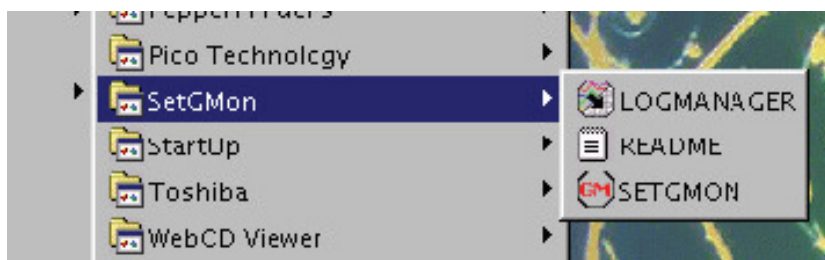 Pico Technolcgy
SetGMon
StartUp
Toshiba
WebCD Viewer
LOGMANAGER
README
SETGMON
GM